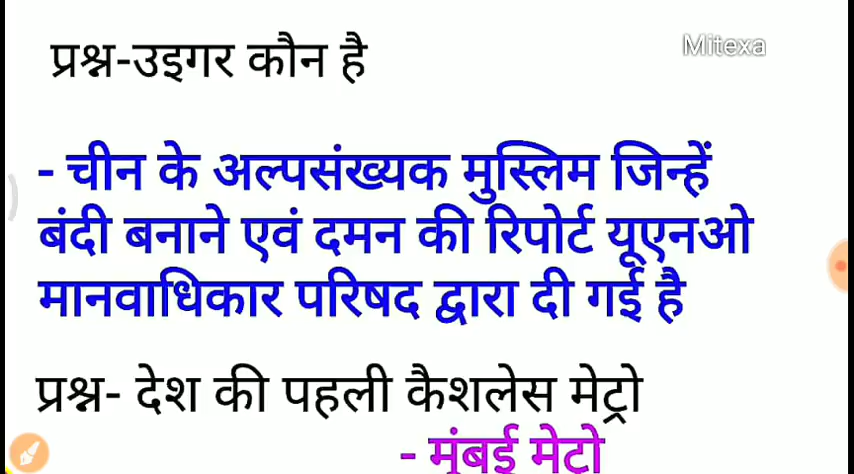 प्रश्न-उइगर कौन है
Mitexa
- चीन के अल्पसंख्यक मुस्लिम जिन्हें
बंदी बनाने एवं दमन की रिपोर्ट यूएनओ
मानवाधिकार परिषद द्वारा दी गई है
प्रश्न- देश की पहली कैशलेस मेट्रो
- मुंबई मेट्रो